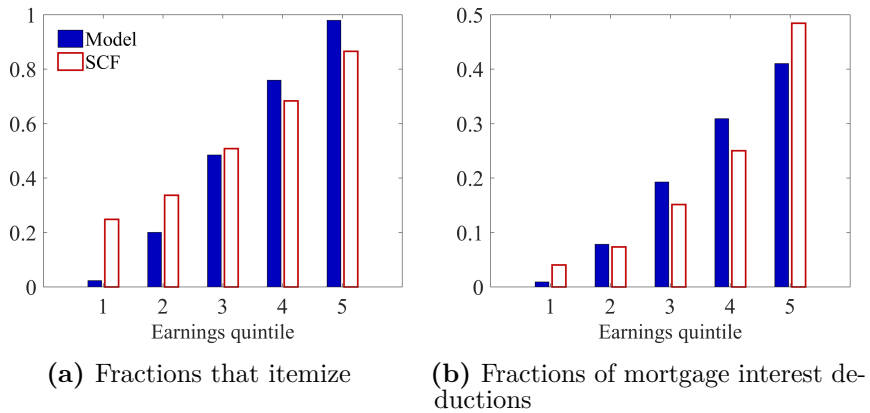 1
0.8
0.6
0.4
0.2
0
Model
SCF
1 2 3 4 5
Earnings quintile
(a) Fractions that itemize
0.5
0.4
0.3
0.2
0.1
0
1 2 3 4 5
Earnings quintile
(b) Fractions of mortgage interest de-
ductions